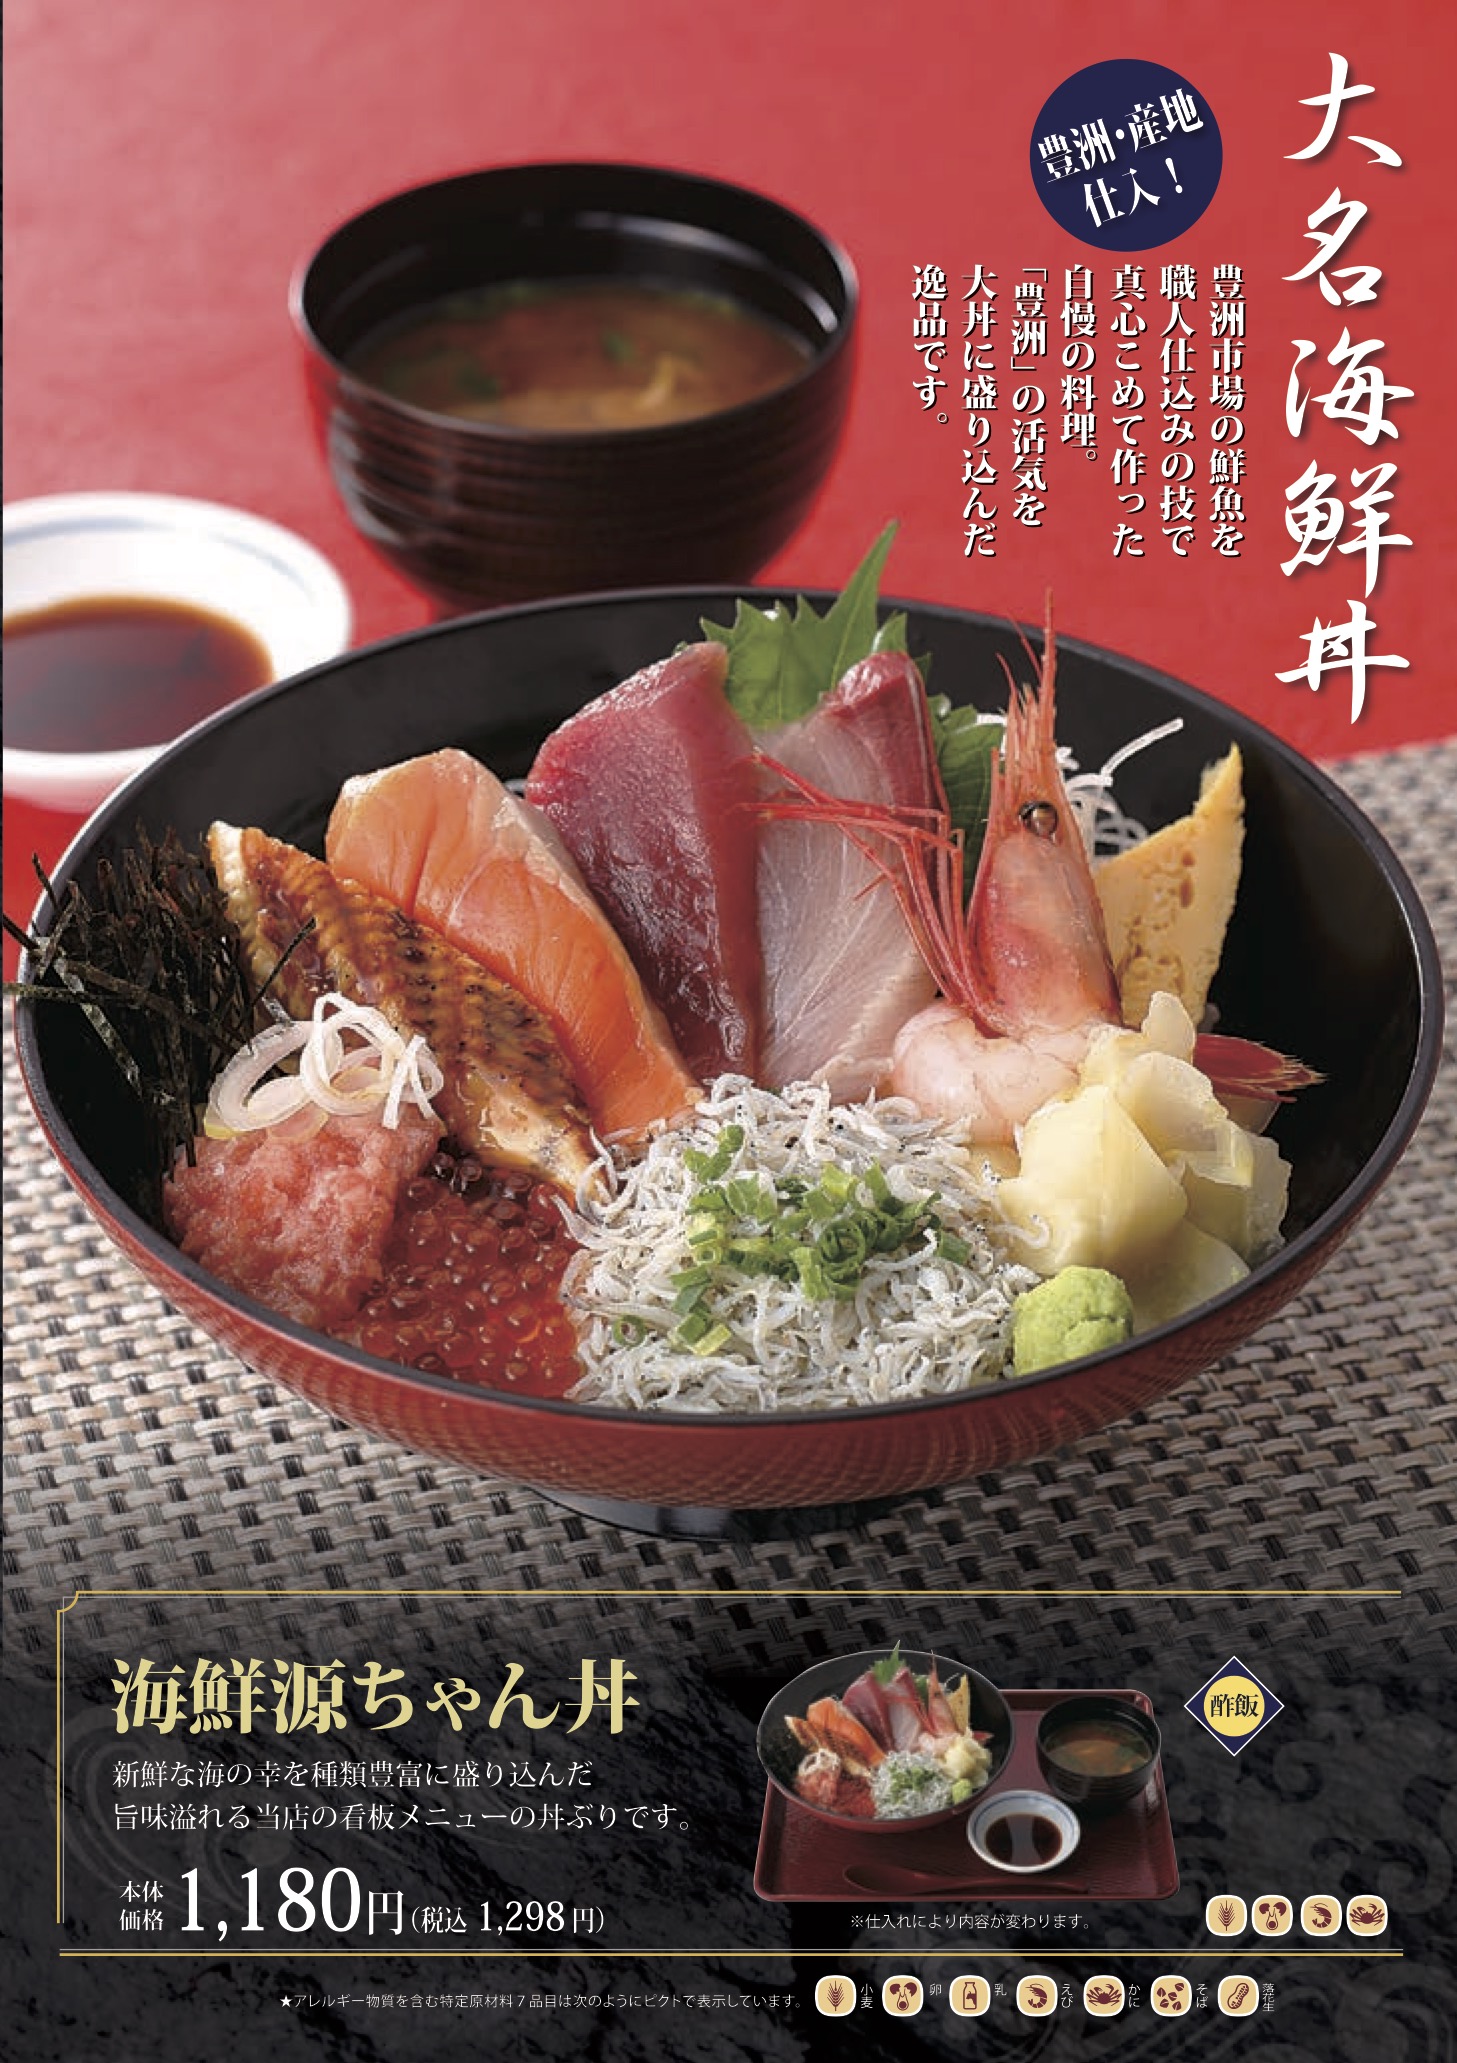 大名海鮮丼
豊洲・産地
仕入！
豊洲市場の鮮魚を
職人仕込みの技で
真心こめて作った
自慢の料理。
「豊洲」の活気を
大丼に盛り込んだ
逸品です。
海鮮源ちゃん丼
新鮮な海の幸を種類豊富に盛り込んだ
旨味溢れる当店の看板メニューの丼ぶりです。
本体価格 1,180円(税込 1,298円)
酢飯
※仕入れにより内容が変わります。
★アレルギー物質を含む特定原材料7品目は次のようにピクトで表示しています。 小麦 卵 乳 えび かに そば 落花生